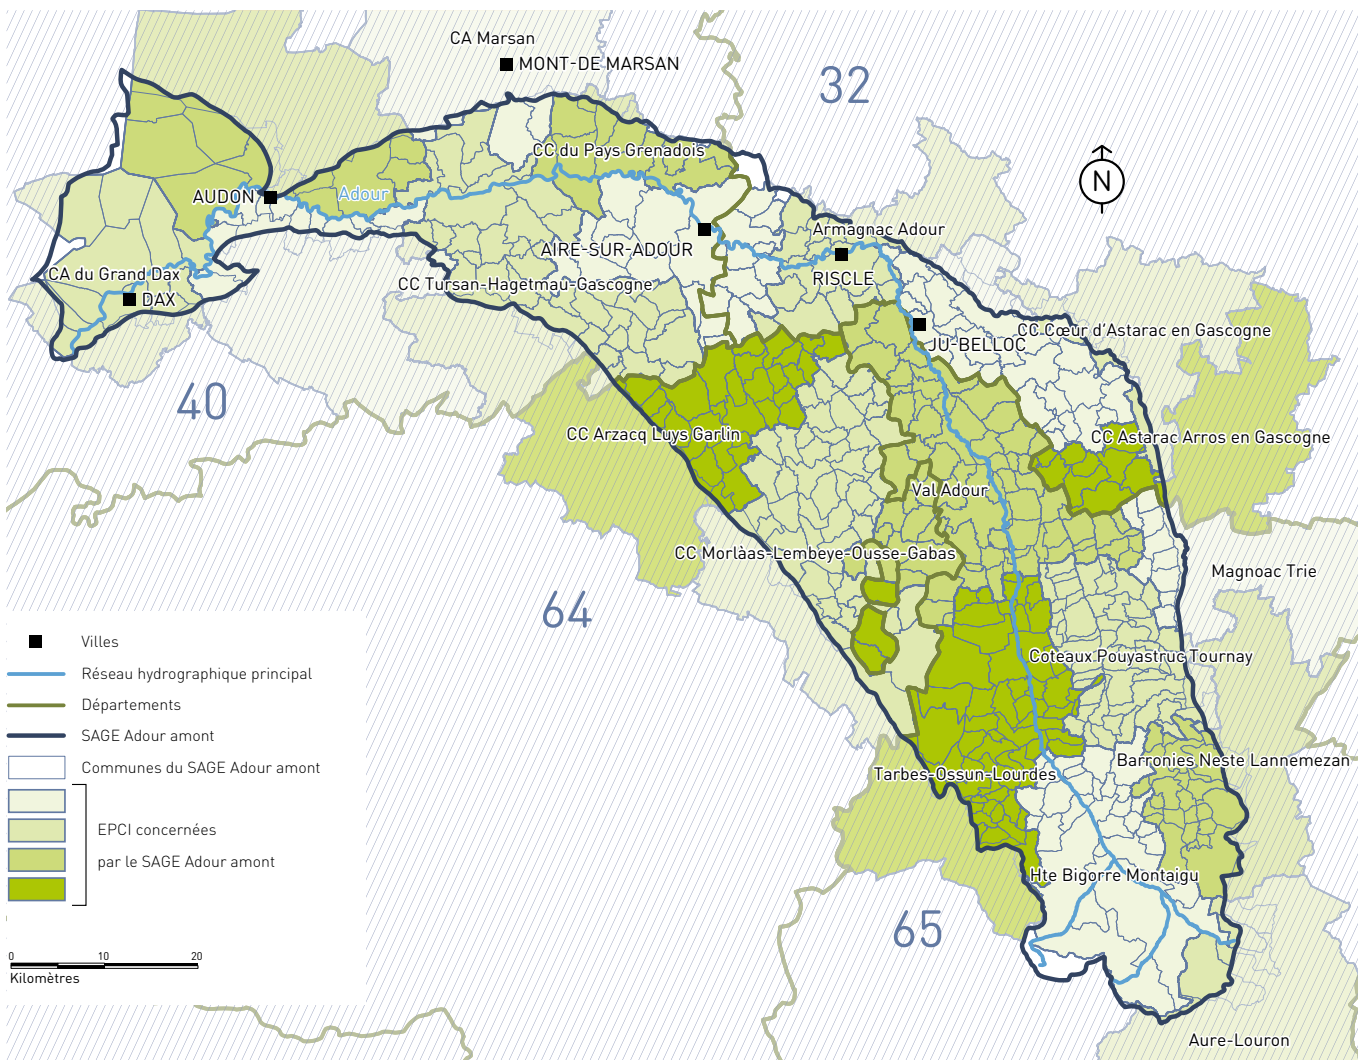 CA Marsan
MONT-DE MARSAN
32
CC du Pays Grenadois
N
AUDON
Adour
AIRE-SUR-ADOUR
Armagnac Adour
CA du Grand Dax
DAX
CC Tursan-Hagetmau-Gascogne
RISCLE
JU-BELLOC
CC Cœur d'Astarac en Gascogne
40
CC Arzacq Luys Garlin
CC Astarac Arros en Gascogne
Val Adour
CC Morlàas-Lembeye-Ousse-Gabas
Magnoac Trie
64
Coteaux Pouyastruc Tournay
Barronies Neste Lannemezan
Tarbes-Ossun-Lourdes
Hte Bigorre Montaigu
65
Aure-Louron
Villes
Réseau hydrographique principal
Départements
SAGE Adour amont
Communes du SAGE Adour amont
EPCI concernées
par le SAGE Adour amont
0 10 20
Kilomètres